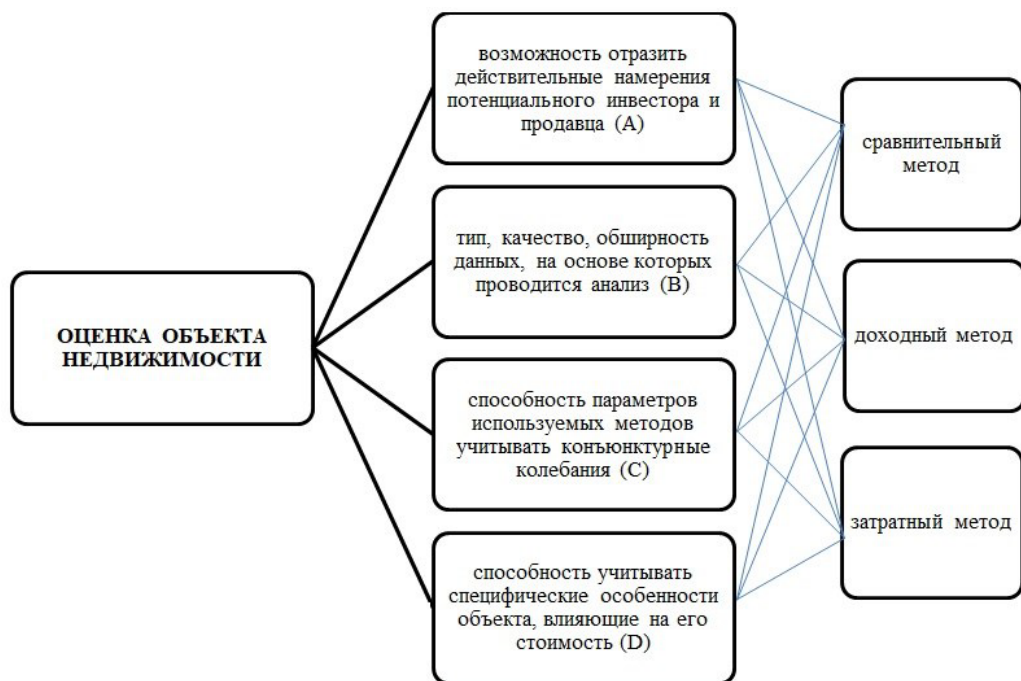 ОЦЕНКА ОБЪЕКТА
НЕДВИЖИМОСТИ
возможность отразить
действительные намерения
потенциального инвестора и
продавца (A)
тип, качество, обширность
данных, на основе которых
проводится анализ (B)
способность параметров
используемых методов
учитывать конъюнктурные
колебания (C)
способность учитывать
специфические особенности
объекта, влияющие на его
стоимость (D)
сравнительный
метод
доходный метод
затратный метод